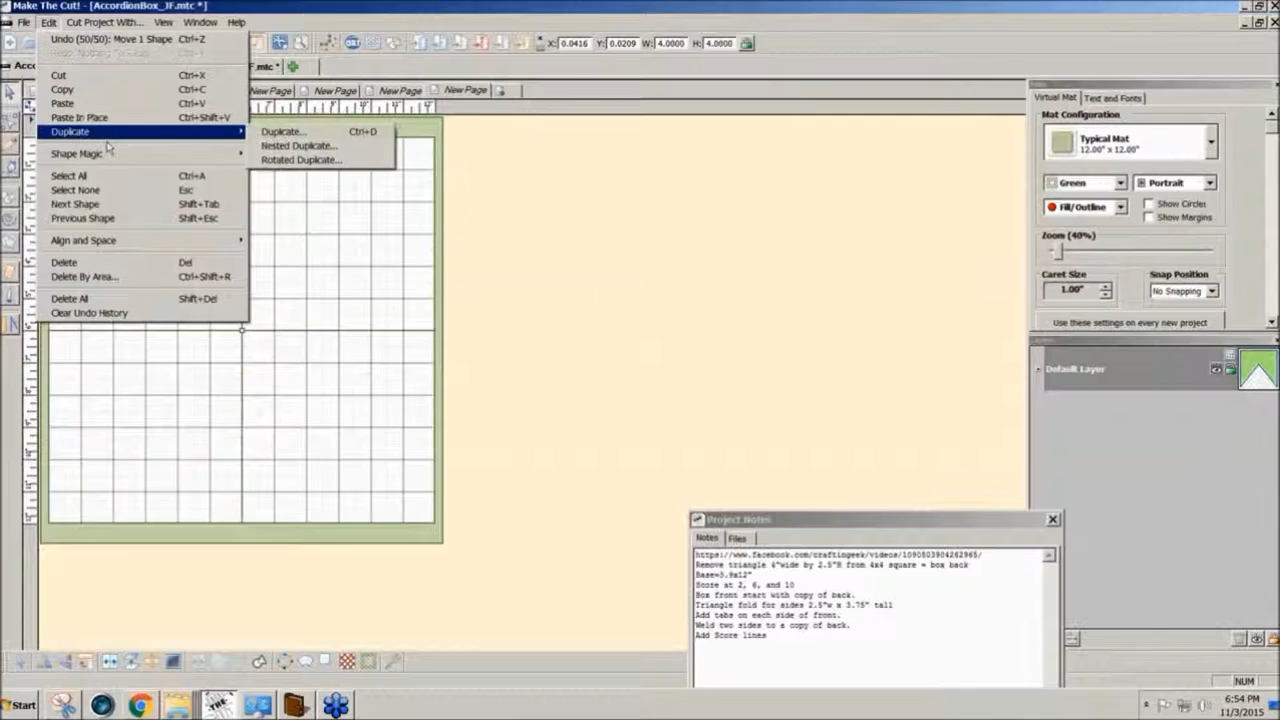 Make The Cut! - [AccordionBox_JF.mtc *]
File Edit Cut Project With... View Window Help
X: 0.0416 Y: 0.0209 W: 4.0000 H: 4.0000
Undo (50/50): Move 1 Shape Ctrl+Z
Cut Ctrl+X
Copy Ctrl+C
Paste Ctrl+V
Paste In Place Ctrl+Shift+V
Duplicate
Shape Magic
Select All Ctrl+A
Select None Esc
Next Shape Shift+Tab
Previous Shape Shift+Esc
Align and Space
Delete Del
Delete By Area... Ctrl+Shift+R
Delete All Shift+Del
Clear Undo History
Duplicate... Ctrl+D
Nested Duplicate...
Rotated Duplicate...
F.mtc *
New Page New Page New Page New Page
Virtual Mat Text and Fonts
Mat Configuration
Typical Mat
12.00" x 12.00"
Green Portrait
Fill/Outline Show Circles
Show Margins
Zoom (40%)
Caret Size Snap Position
1.00" No Snapping
Use these settings on every new project
Default Layer
Project Notes
Notes Files
https://www.facebook.com/craftingeek/videos/1090803904262965/
Remove triangle 4"wide by 2.5"H from 4x4 square = box back
Base=3.9x12"
Score at 2, 6, and 10
Box front start with copy of back.
Triangle fold for sides 2.5"w x 3.75" tall
Add tabs on each side of front.
Weld two sides to a copy of back.
Add Score lines
NUM
Start
6:54 PM
11/3/2015